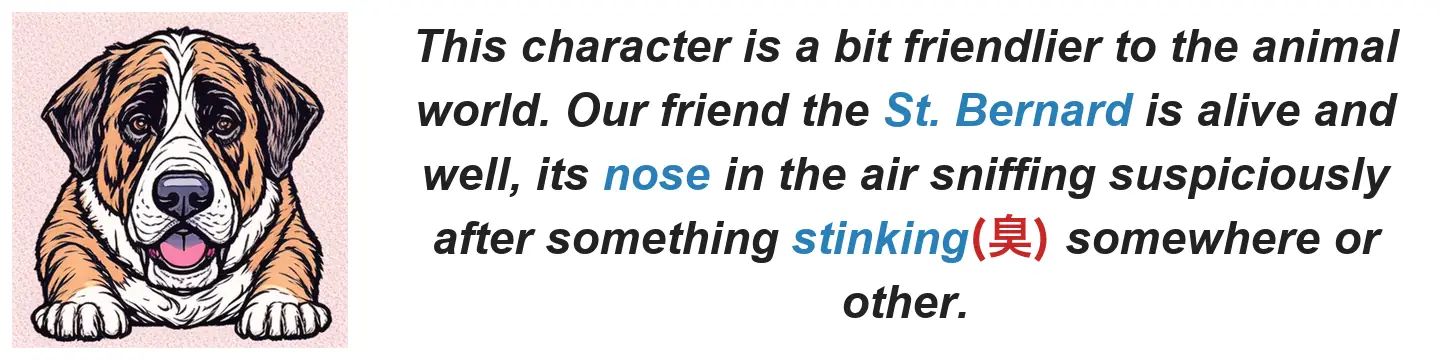 This character is a bit friendlier to the animal
world. Our friend the St. Bernard is alive and
well, its nose in the air sniffing suspiciously
after something stinking(臭) somewhere or
other.